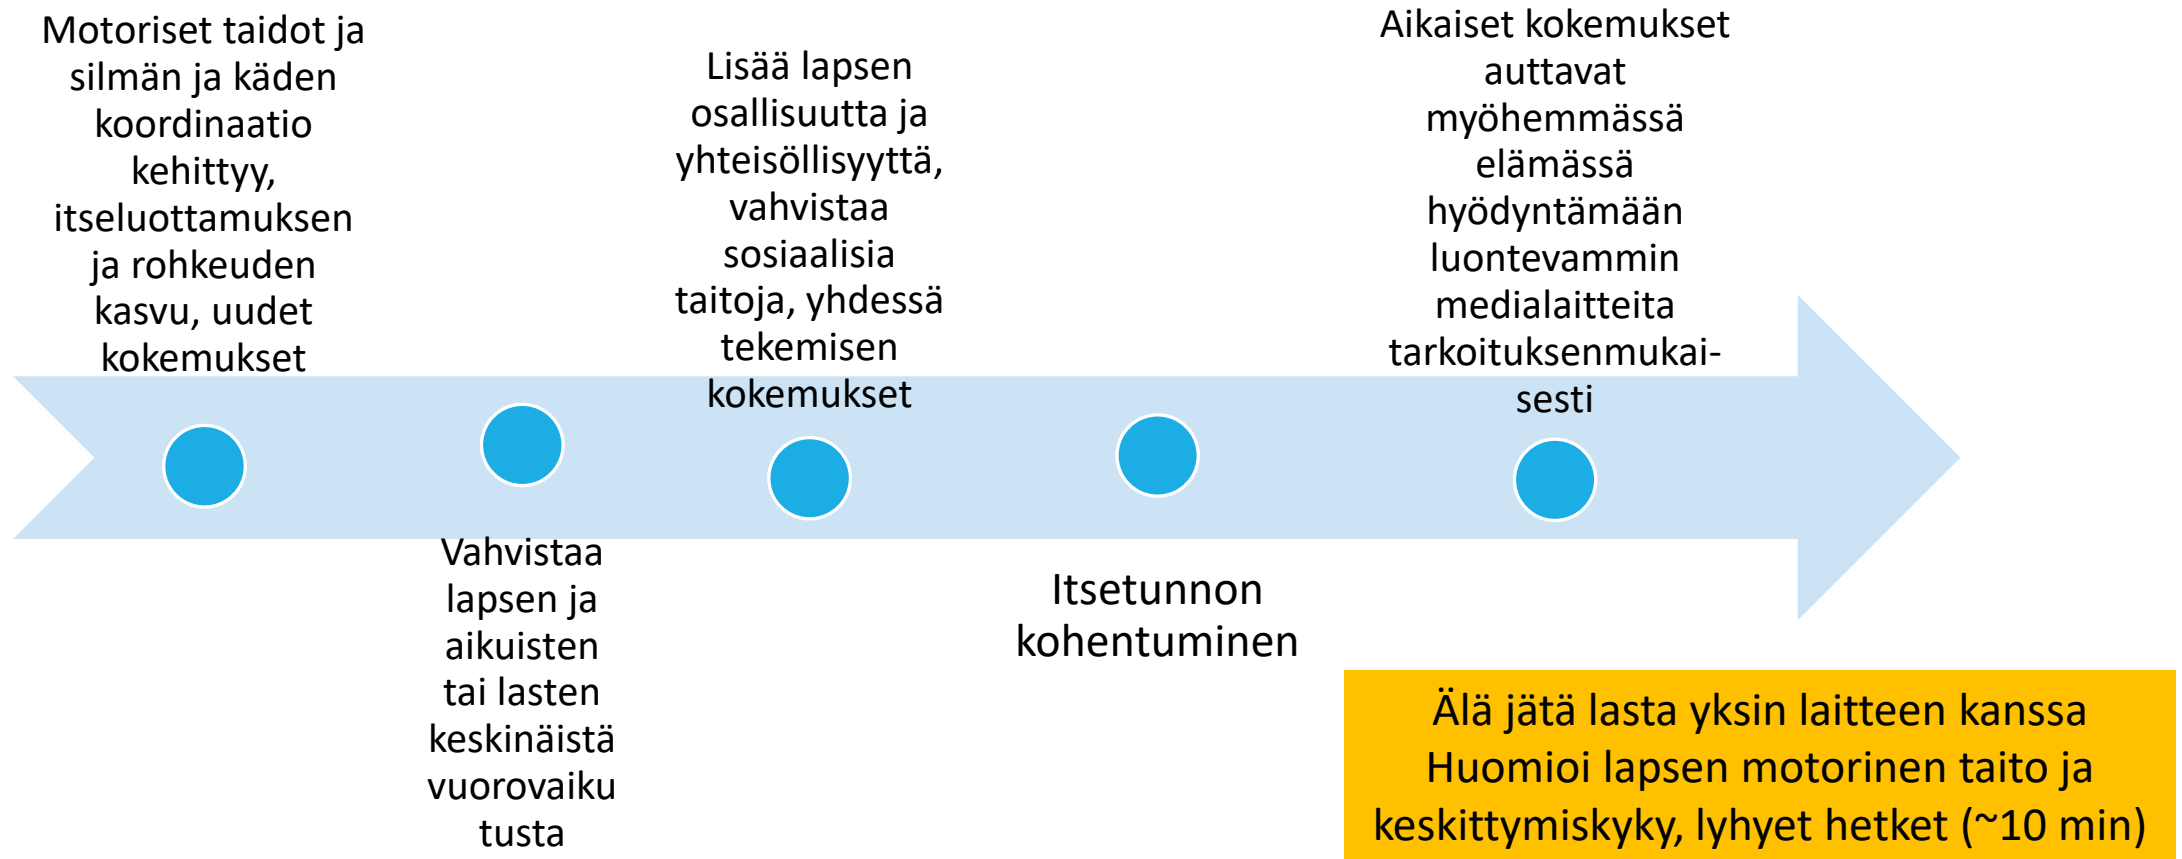 Motoriset taidot ja
silmän ja käden
koordinaatio
kehittyy,
itseluottamuksen
ja rohkeuden
kasvu, uudet
kokemukset
Vahvistaa
lapsen ja
aikuisten
tai lasten
keskinäistä
vuorovaiku
tusta
Lisää lapsen
osallisuutta ja
yhteisöllisyyttä,
vahvistaa
sosiaalisia
taitoja, yhdessä
tekemisen
kokemukset
Itsetunnon
kohentuminen
Aikaiset kokemukset
auttavat
myöhemmässä
elämässä
hyödyntämään
luontevammin
medialaitteita
tarkoituksenmukai-
sesti
Älä jätä lasta yksin laitteen kanssa
Huomioi lapsen motorinen taito ja
keskittymiskyky, lyhyet hetket (~10 min)